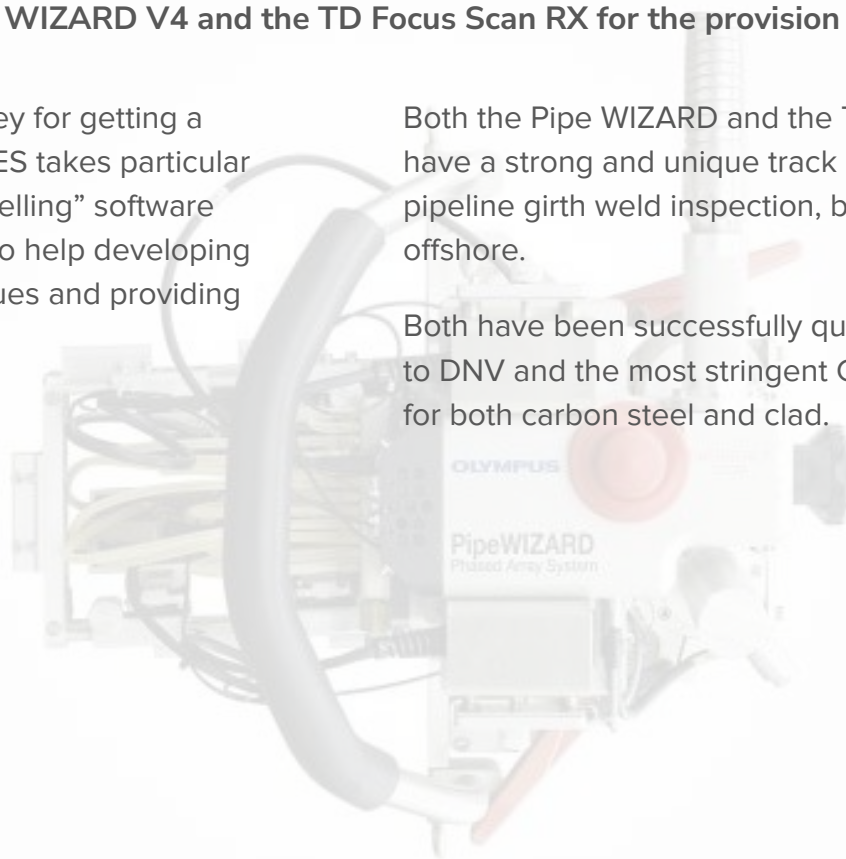 WIZARD V4 and the TD Focus Scan RX for the provision
ey for getting a
ES takes particular
elling” software
o help developing
ues and providing
Both the Pipe WIZARD and the T
have a strong and unique track
pipeline girth weld inspection, b
offshore.
Both have been successfully qu
to DNV and the most stringent
for both carbon steel and clad.
OLYMPUS
PipeWIZARD
Phased Array System